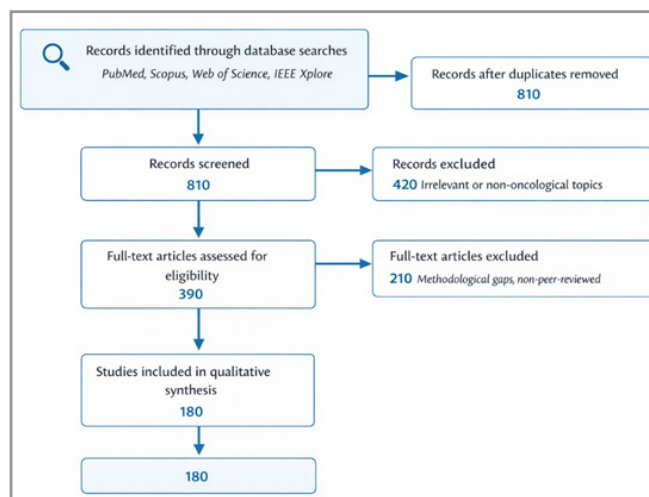 Records identified through database searches
PubMed, Scopus, Web of Science, IEEE Xplore
Records after duplicates removed
810
Records screened
810
Records excluded
420 Irrelevant or non-oncological topics
Full-text articles assessed for
eligibility
390
Full-text articles excluded
210 Methodological gaps, non-peer-reviewed
Studies included in qualitative
synthesis
180
180